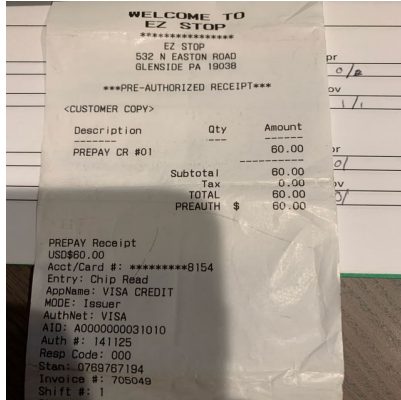 WELCOME TO
EZ STOP
******************
EZ STOP
532 N EASTON ROAD
GLENSIDE PA 19038
***PRE-AUTHORIZED RECEIPT***
<CUSTOMER COPY>
Description Qty Amount
PREPAY CR #01 60.00
Subtotal 60.00
Tax 0.00
TOTAL 60.00
PREAUTH $ 60.00
PREPAY Receipt
USD$60.00
Acct/Card #: *********8154
Entry: Chip Read
AppName: VISA CREDIT
MODE: Issuer
AuthNet: VISA
AID: A0000000031010
Auth #: 141125
Resp Code: 000
Stan: 0769767194
Invoice #: 705049
Shift #: 1